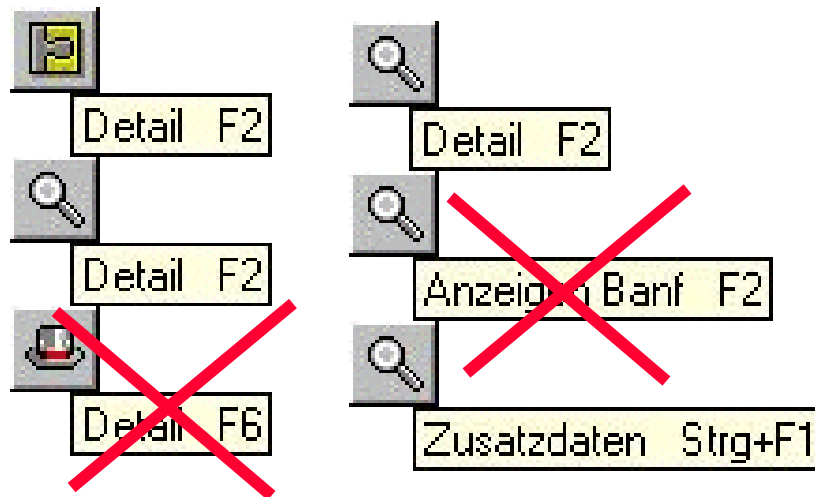 Detail F2
Detail F2
Detail F6
Detail F2
Anzeigen Banf F2
Zusatzdaten Strg+F1